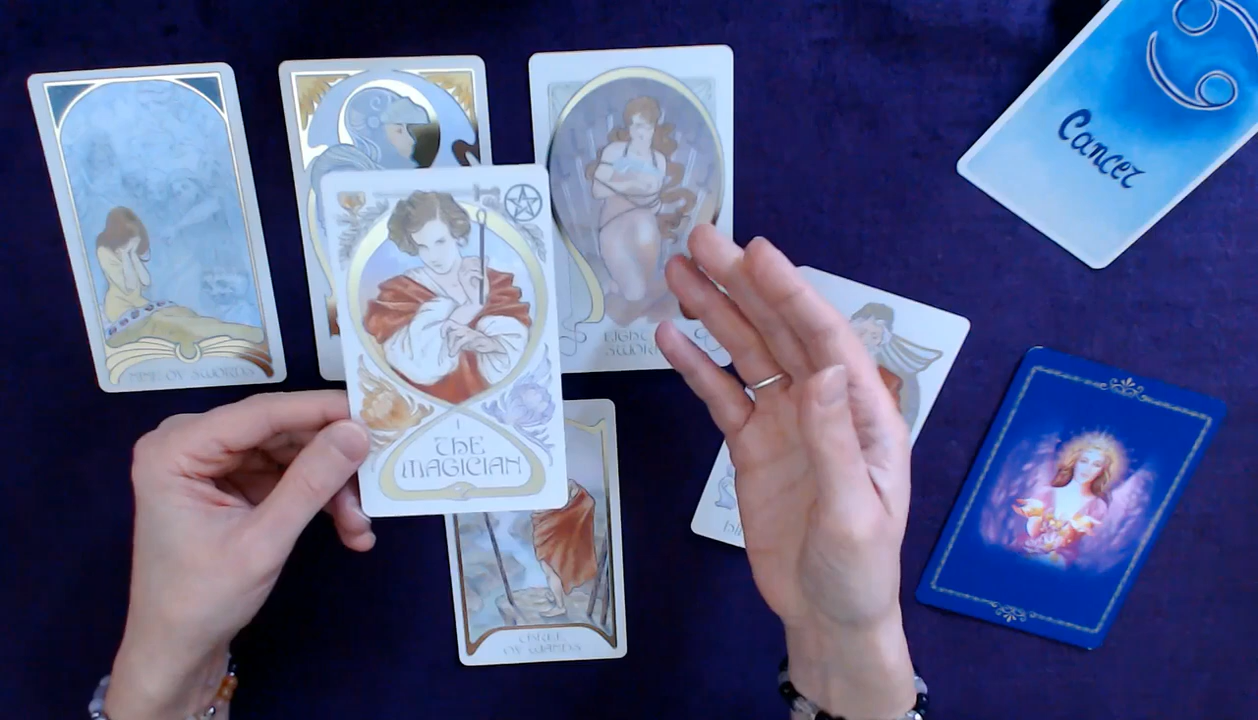 NINE OF SWORDS
EIGHT OF
SWORDS
Cancer
I
THE
MAGICIAN
THREE
OF WANDS